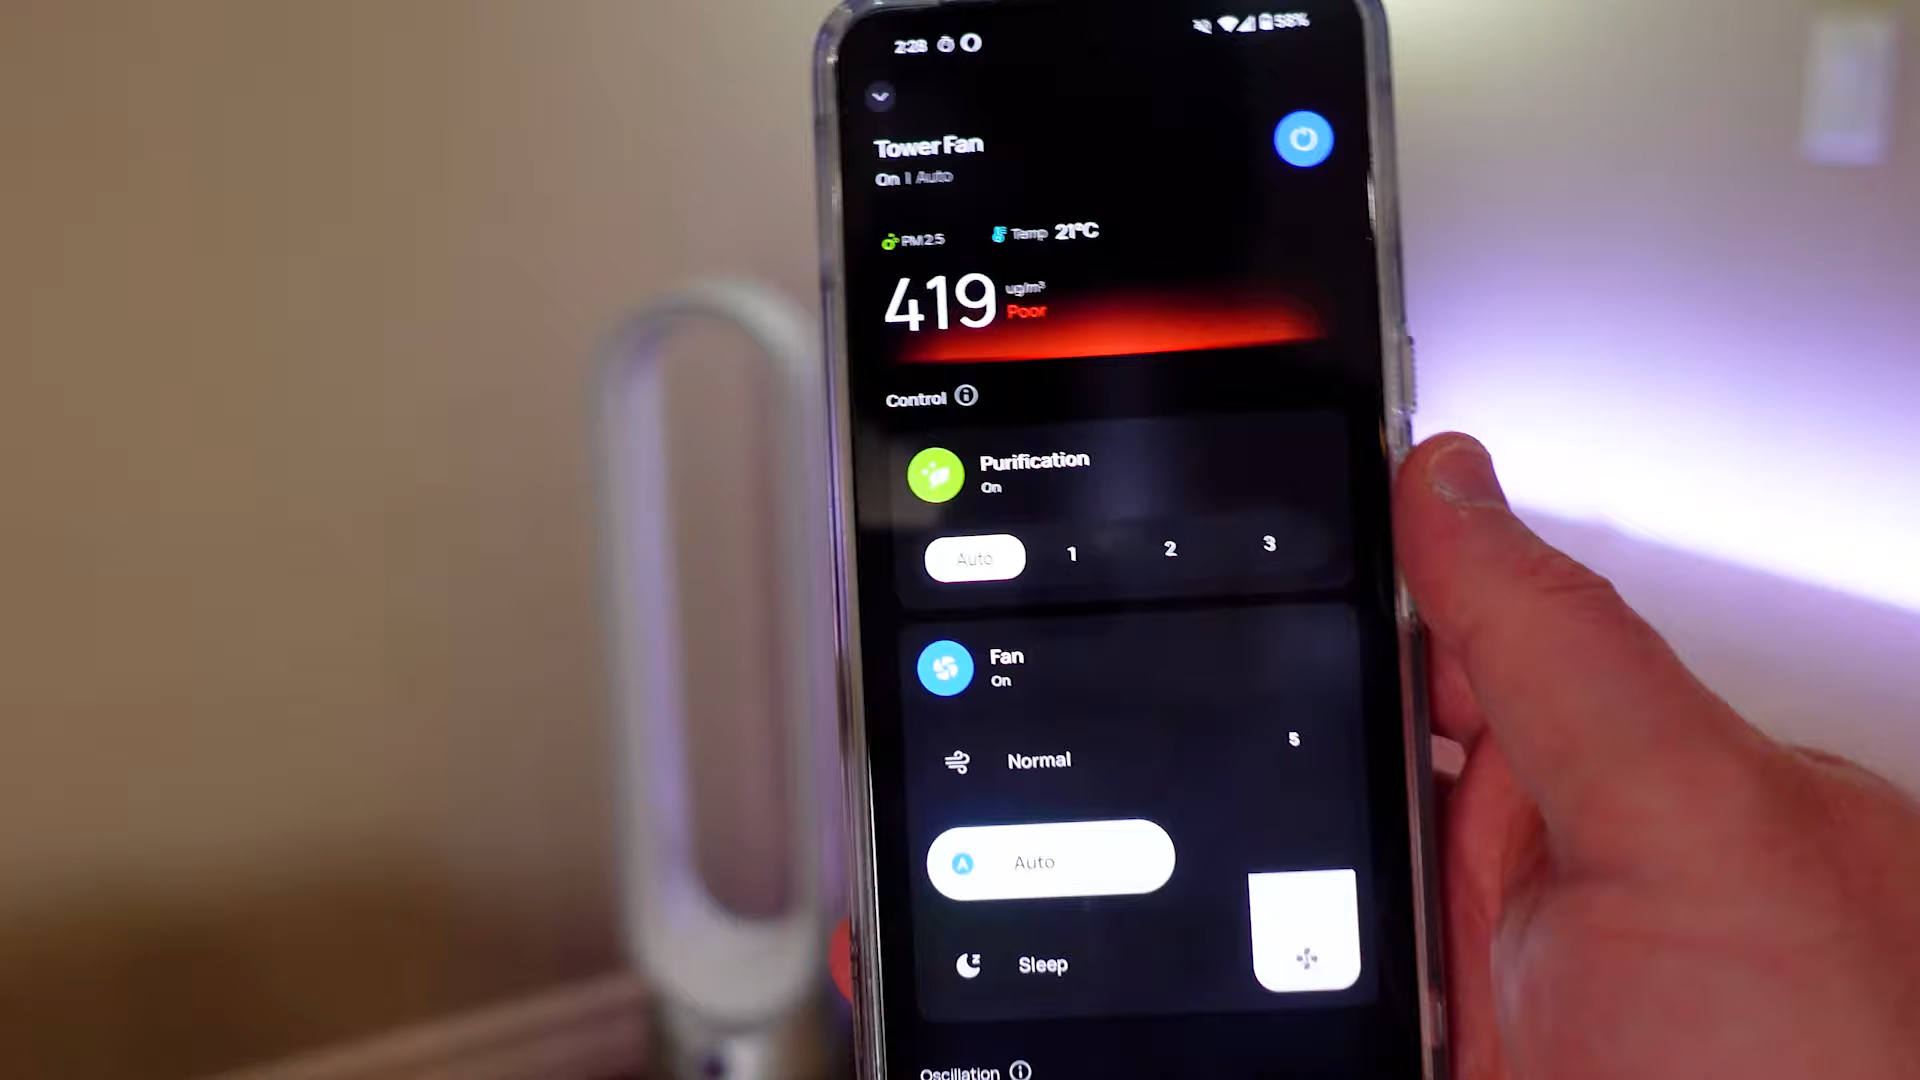 2:28 58%
Tower Fan
On | Auto
PM2.5 Temp 21°C
419 ug/m³
Poor
Control
Purification
On
Auto 1 2 3
Fan
On
Normal 5
A Auto
Sleep
Oscillation